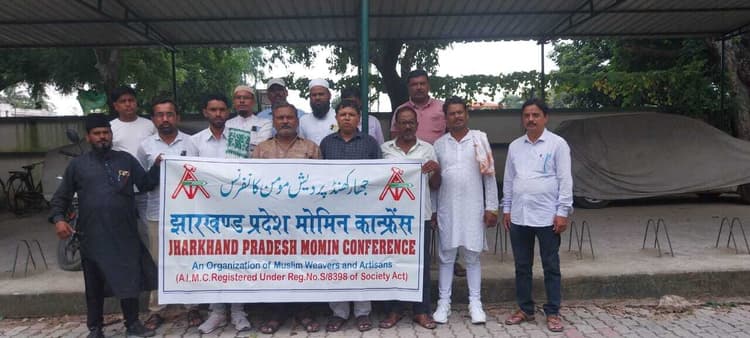 جھارکھنڈ پردیش مومن کانفرنس
झारखण्ड प्रदेश मोमिन कान्फ्रेंस
JHARKHAND PRADESH MOMIN CONFERENCE
An Organization of Muslim Weavers and Artisans
(A.I.M.C.Registered Under Reg.No.S/8398 of Society Act)